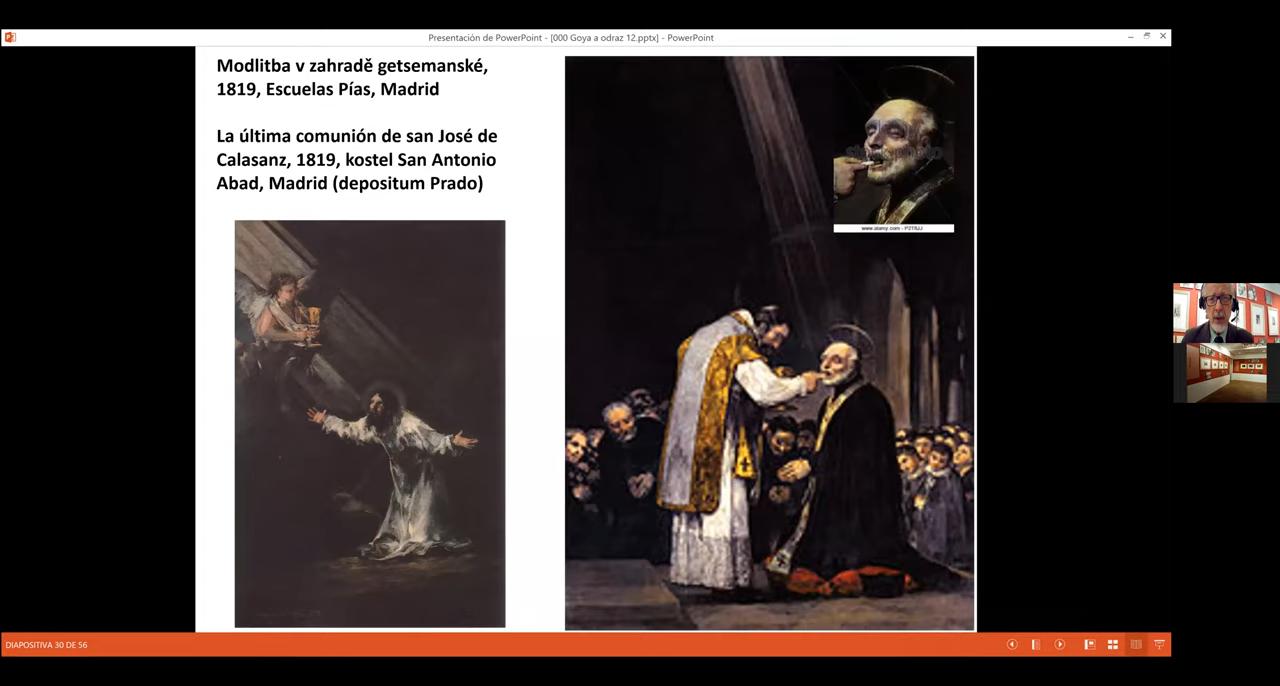 Presentación de PowerPoint - [000 Goya a odraz 12.pptx] - PowerPoint
Modlitba v zahradě getsemanské,
1819, Escuelas Pías, Madrid
La última comunión de san José de
Calasanz, 1819, kostel San Antonio
Abad, Madrid (depositum Prado)
www.alamy.com -
DIAPOSITIVA 30 DE 56